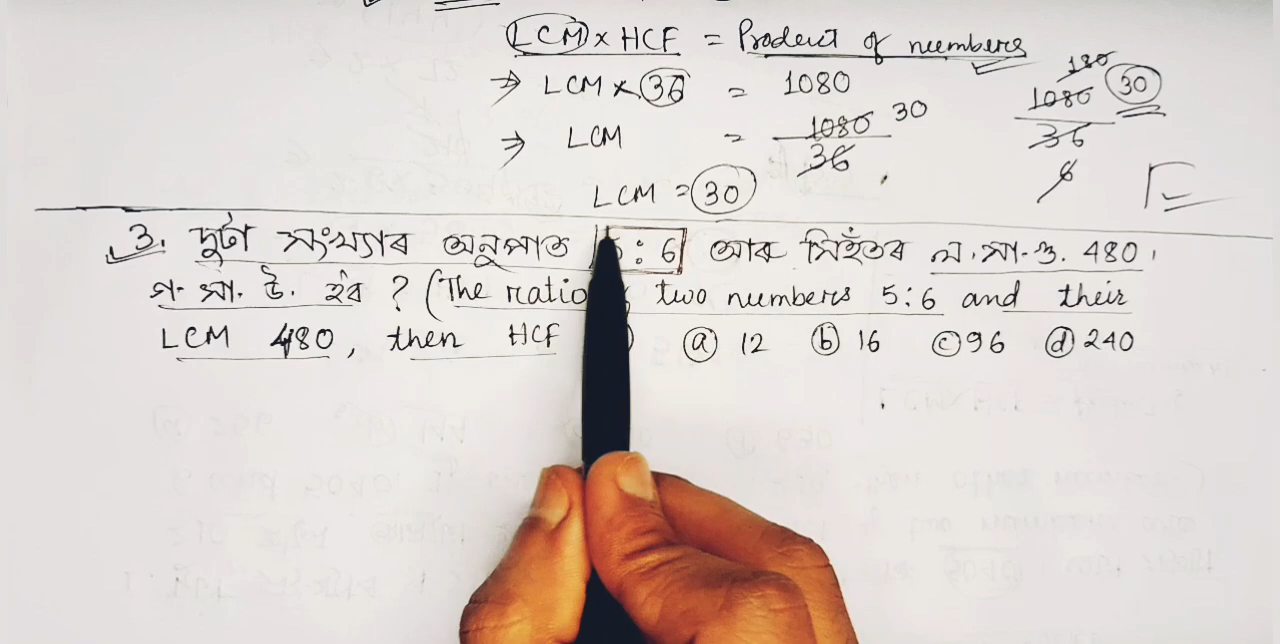 LCM × HCF = Product of numbers
⇒ LCM × 36 = 1080
⇒ LCM = 1080/36 30
180
1080/36 30
6
LCM = 30
3. দুটা সংখ্যাৰ অনুপাত 5:6 আৰু সিহঁতৰ ল. সা. গু. 480,
গ. সা. উ. হ'ব ? (The ratio two numbers 5:6 and their
LCM 480, then HCF ) ⓐ 12 ⓑ 16 ⓒ 96 ⓓ 240